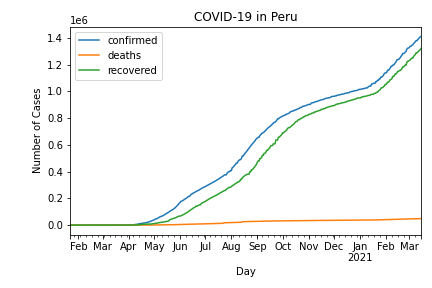 COVID-19 in Peru
1e6
confirmed
deaths
recovered
1.4
1.2
1.0
0.8
0.6
0.4
0.2
0.0
Number of Cases
Feb Mar Apr May Jun Jul Aug Sep Oct Nov Dec Jan Feb Mar
2021
Day